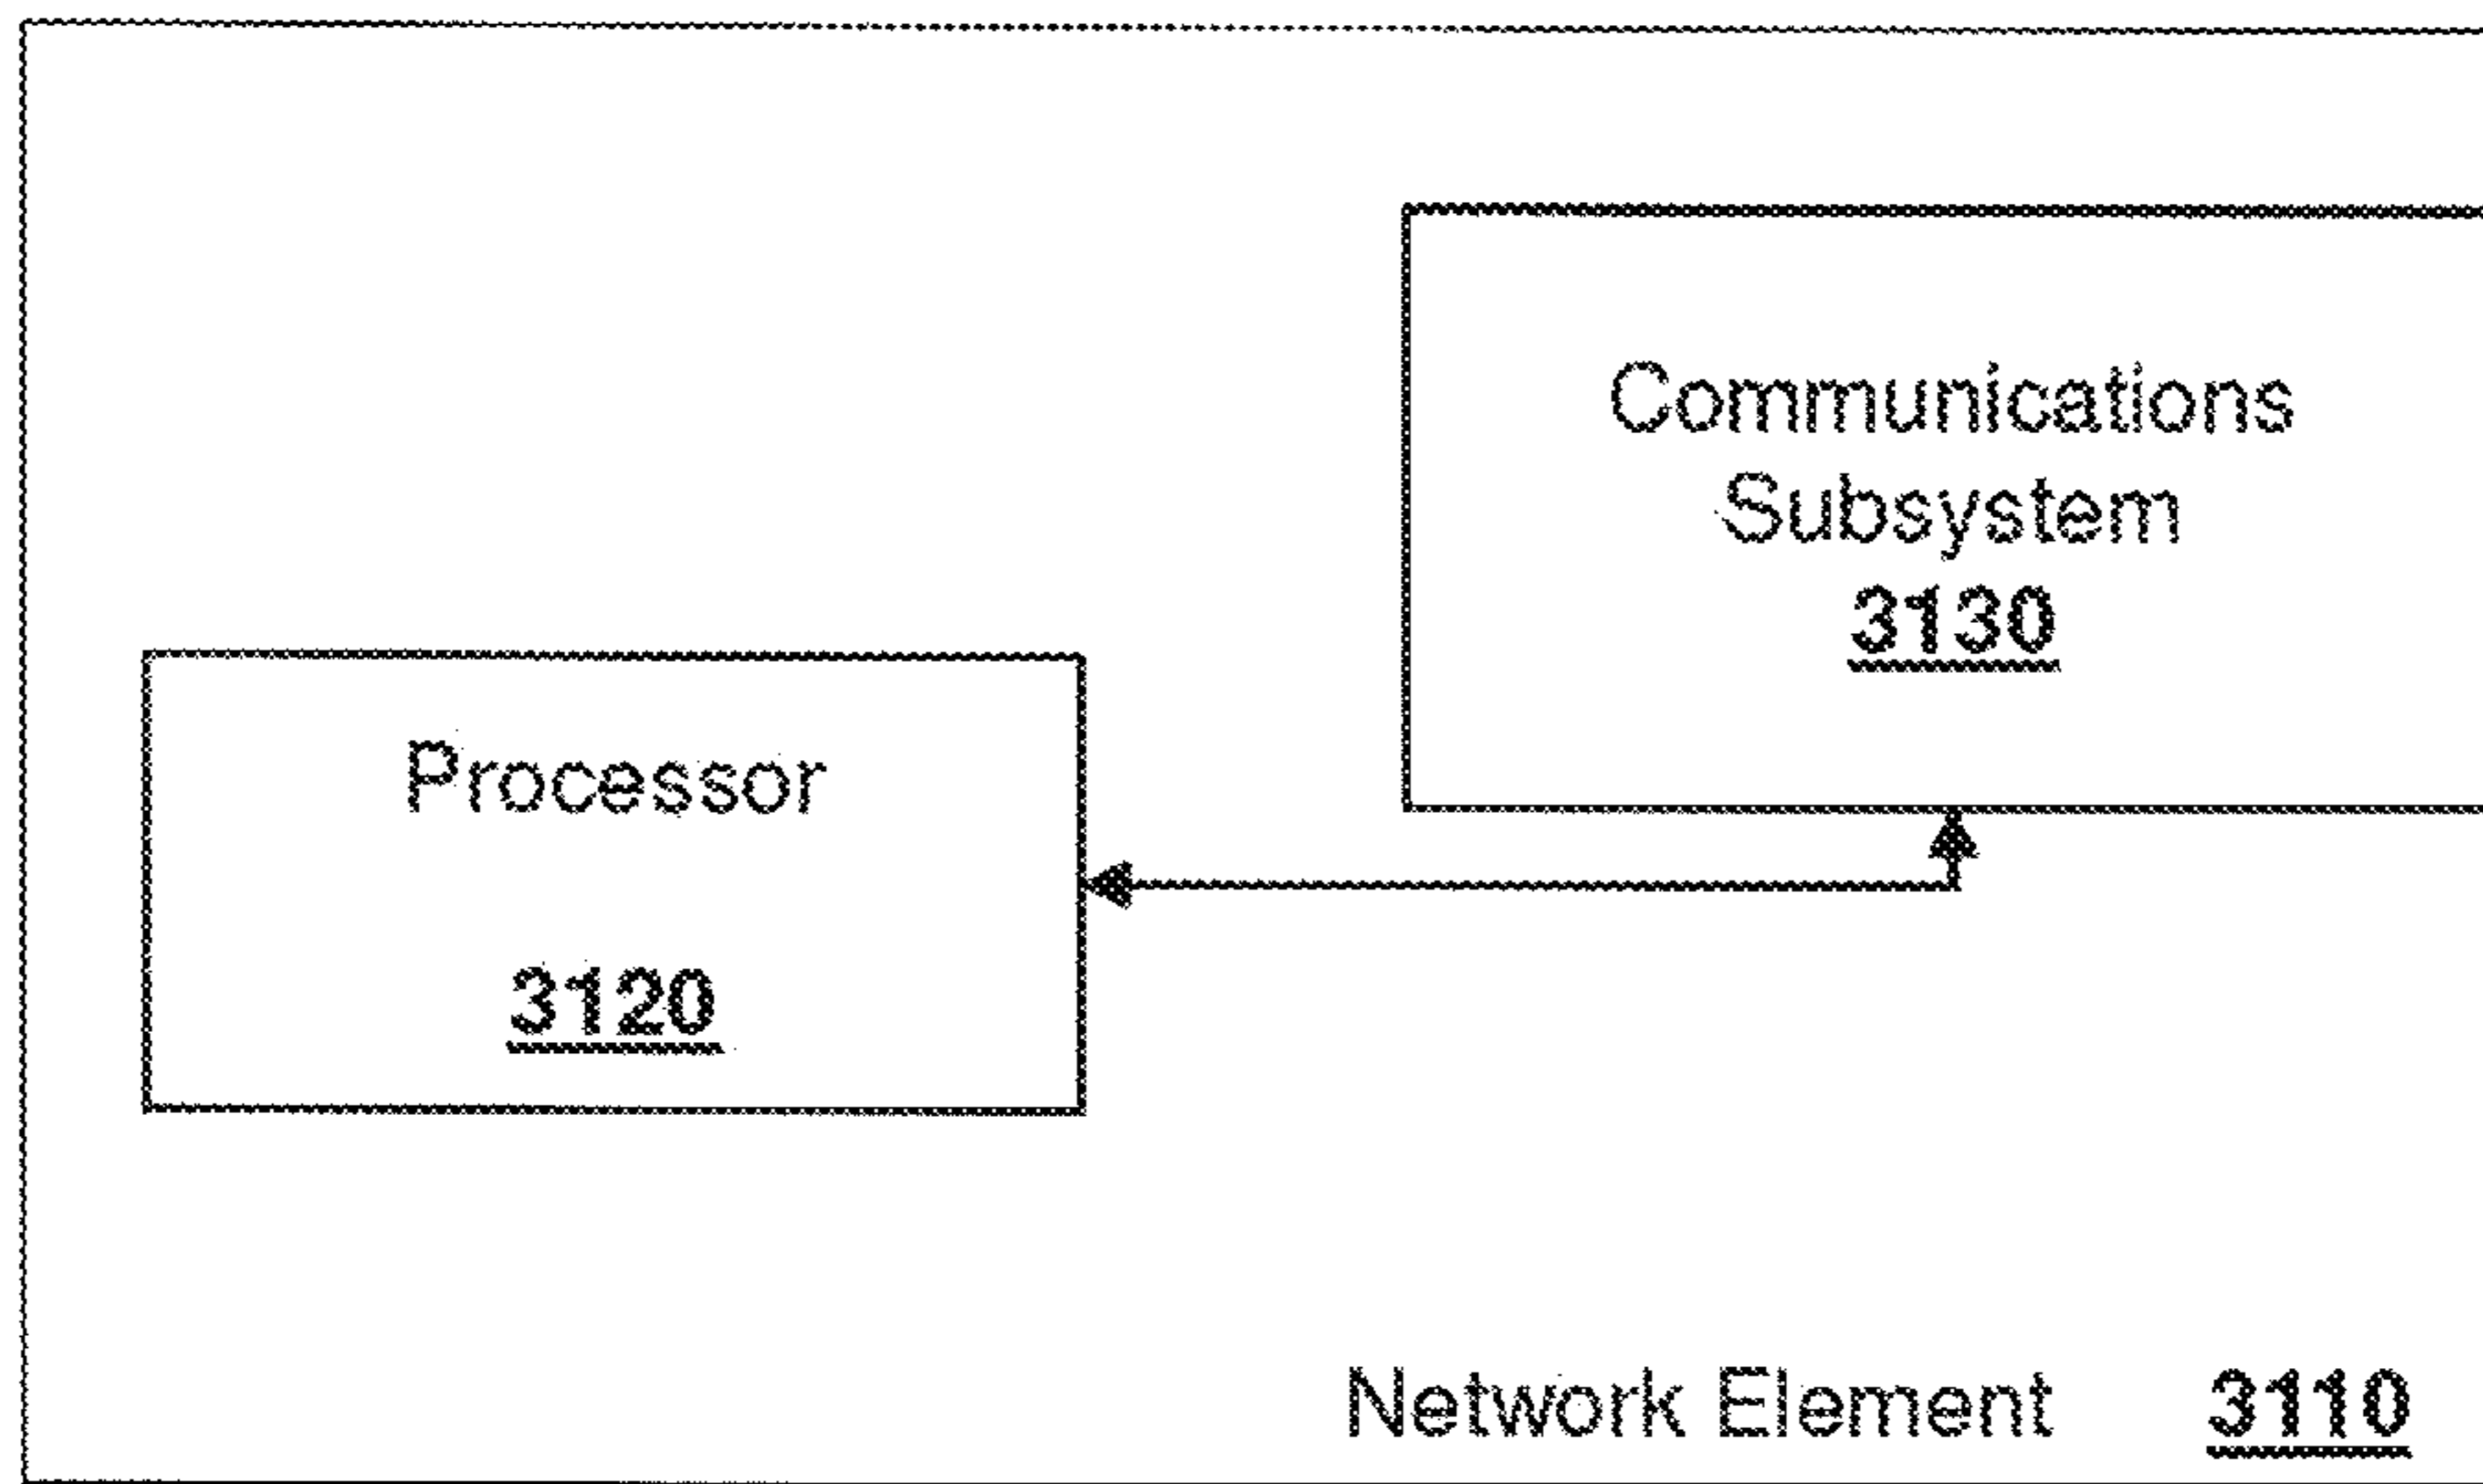 Communications
Subsystem
3130
Processor
3120
Network Element 3110